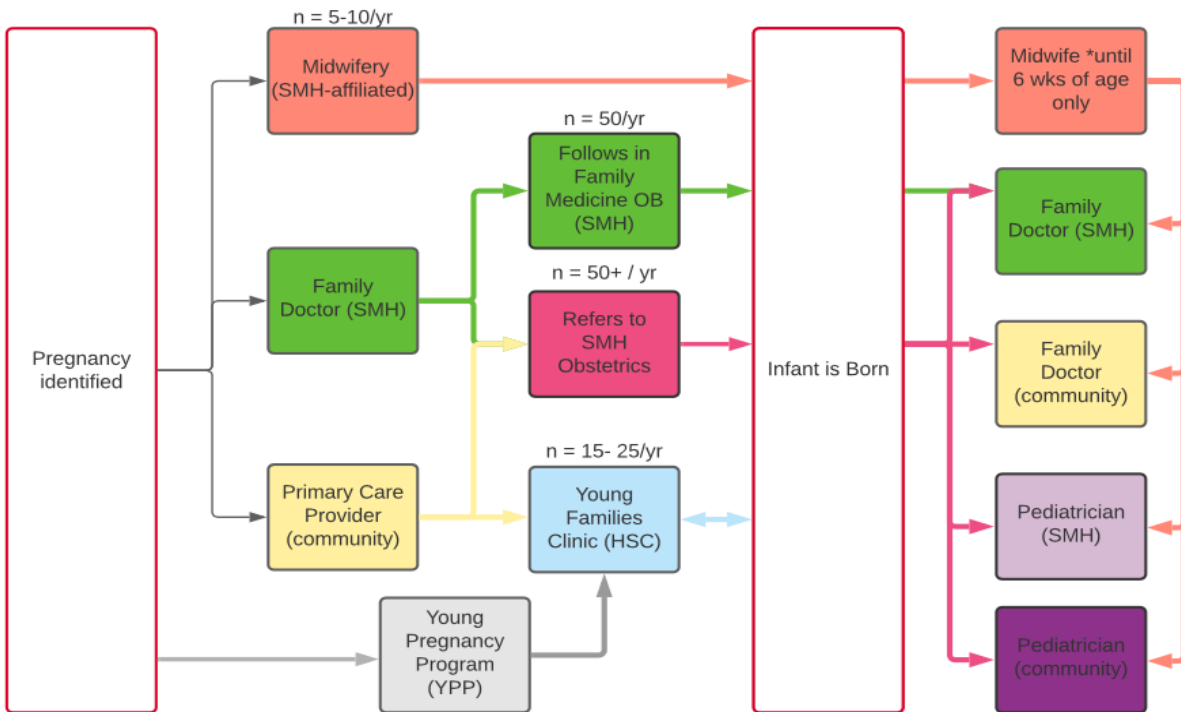 n = 5-10/yr
Pregnancy
identified
Midwifery
(SMH-affiliated)
Family
Doctor (SMH)
Primary Care
Provider
(community)
Young
Pregnancy
Program
(YPP)
n = 50/yr
Follows in
Family
Medicine OB
(SMH)
n = 50+ / yr
Refers to
SMH
Obstetrics
n = 15- 25/yr
Young
Families
Clinic (HSC)
Infant is Born
Midwife *until
6 wks of age
only
Family
Doctor (SMH)
Family
Doctor
(community)
Pediatrician
(SMH)
Pediatrician
(community)